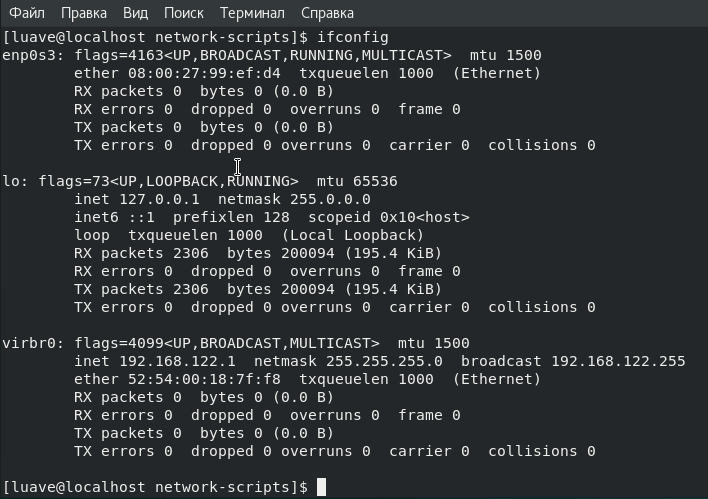 Файл Правка Вид Поиск Терминал Справка
[luave@localhost network-scripts]$ ifconfig
enp0s3: flags=4163<UP,BROADCAST,RUNNING,MULTICAST>  mtu 1500
        ether 08:00:27:99:ef:d4  txqueuelen 1000  (Ethernet)
        RX packets 0  bytes 0 (0.0 B)
        RX errors 0  dropped 0  overruns 0  frame 0
        TX packets 0  bytes 0 (0.0 B)
        TX errors 0  dropped 0 overruns 0  carrier 0  collisions 0

lo: flags=73<UP,LOOPBACK,RUNNING>  mtu 65536
        inet 127.0.0.1  netmask 255.0.0.0
        inet6 ::1  prefixlen 128  scopeid 0x10<host>
        loop  txqueuelen 1000  (Local Loopback)
        RX packets 2306  bytes 200094 (195.4 KiB)
        RX errors 0  dropped 0  overruns 0  frame 0
        TX packets 2306  bytes 200094 (195.4 KiB)
        TX errors 0  dropped 0 overruns 0  carrier 0  collisions 0

virbr0: flags=4099<UP,BROADCAST,MULTICAST>  mtu 1500
        inet 192.168.122.1  netmask 255.255.255.0  broadcast 192.168.122.255
        ether 52:54:00:18:7f:f8  txqueuelen 1000  (Ethernet)
        RX packets 0  bytes 0 (0.0 B)
        RX errors 0  dropped 0  overruns 0  frame 0
        TX packets 0  bytes 0 (0.0 B)
        TX errors 0  dropped 0 overruns 0  carrier 0  collisions 0

[luave@localhost network-scripts]$